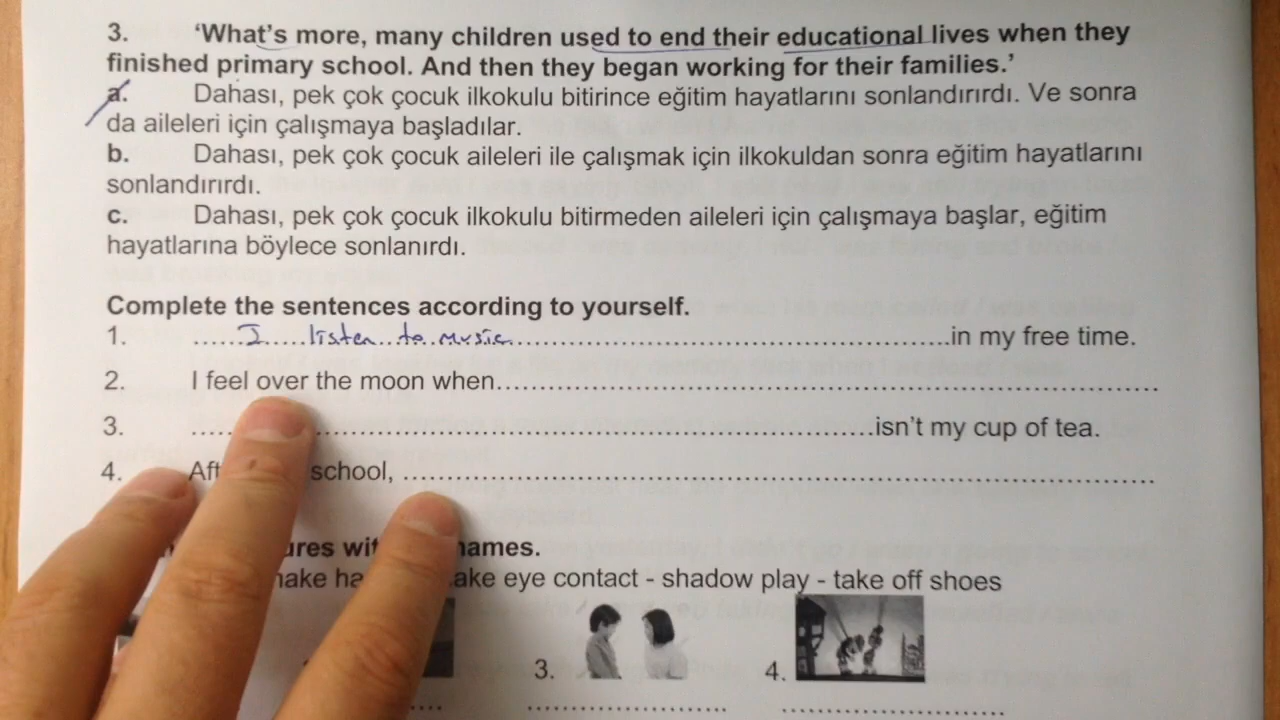 3. ‘What’s more, many children used to end their educational lives when they
finished primary school. And then they began working for their families.’
a. Dahası, pek çok çocuk ilkokulu bitirince eğitim hayatlarını sonlandırırdı. Ve sonra
da aileleri için çalışmaya başladılar.
b. Dahası, pek çok çocuk aileleri ile çalışmak için ilkokuldan sonra eğitim hayatlarını
sonlandırırdı.
c. Dahası, pek çok çocuk ilkokulu bitirmeden aileleri için çalışmaya başlar, eğitim
hayatlarına böylece sonlanırdı.
Complete the sentences according to yourself.
1. ......I.....listen..to..music.............................................in my free time.
2. I feel over the moon when......................................................................
3. ..........................................................................isn’t my cup of tea.
4. school, ................................................................................
names.
eye contact - shadow play - take off shoes
3. 4.